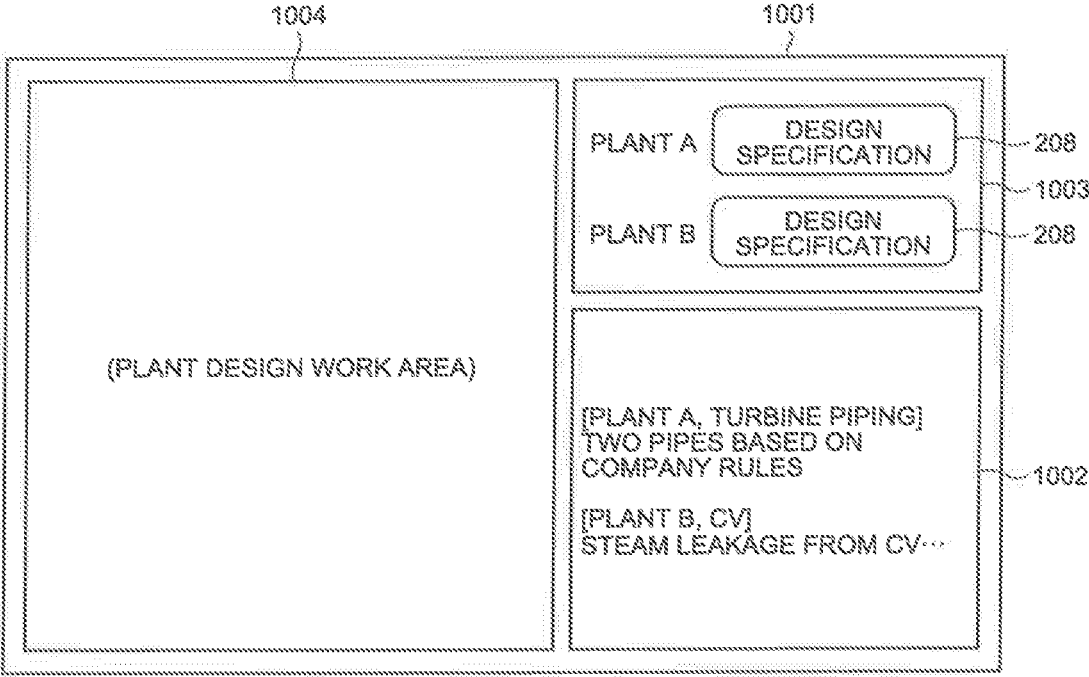 1004
1001
PLANT A
DESIGN
SPECIFICATION
208
1003
PLANT B
DESIGN
SPECIFICATION
208
(PLANT DESIGN WORK AREA)
[PLANT A, TURBINE PIPING]
TWO PIPES BASED ON
COMPANY RULES
1002
[PLANT B, CV]
STEAM LEAKAGE FROM CV···